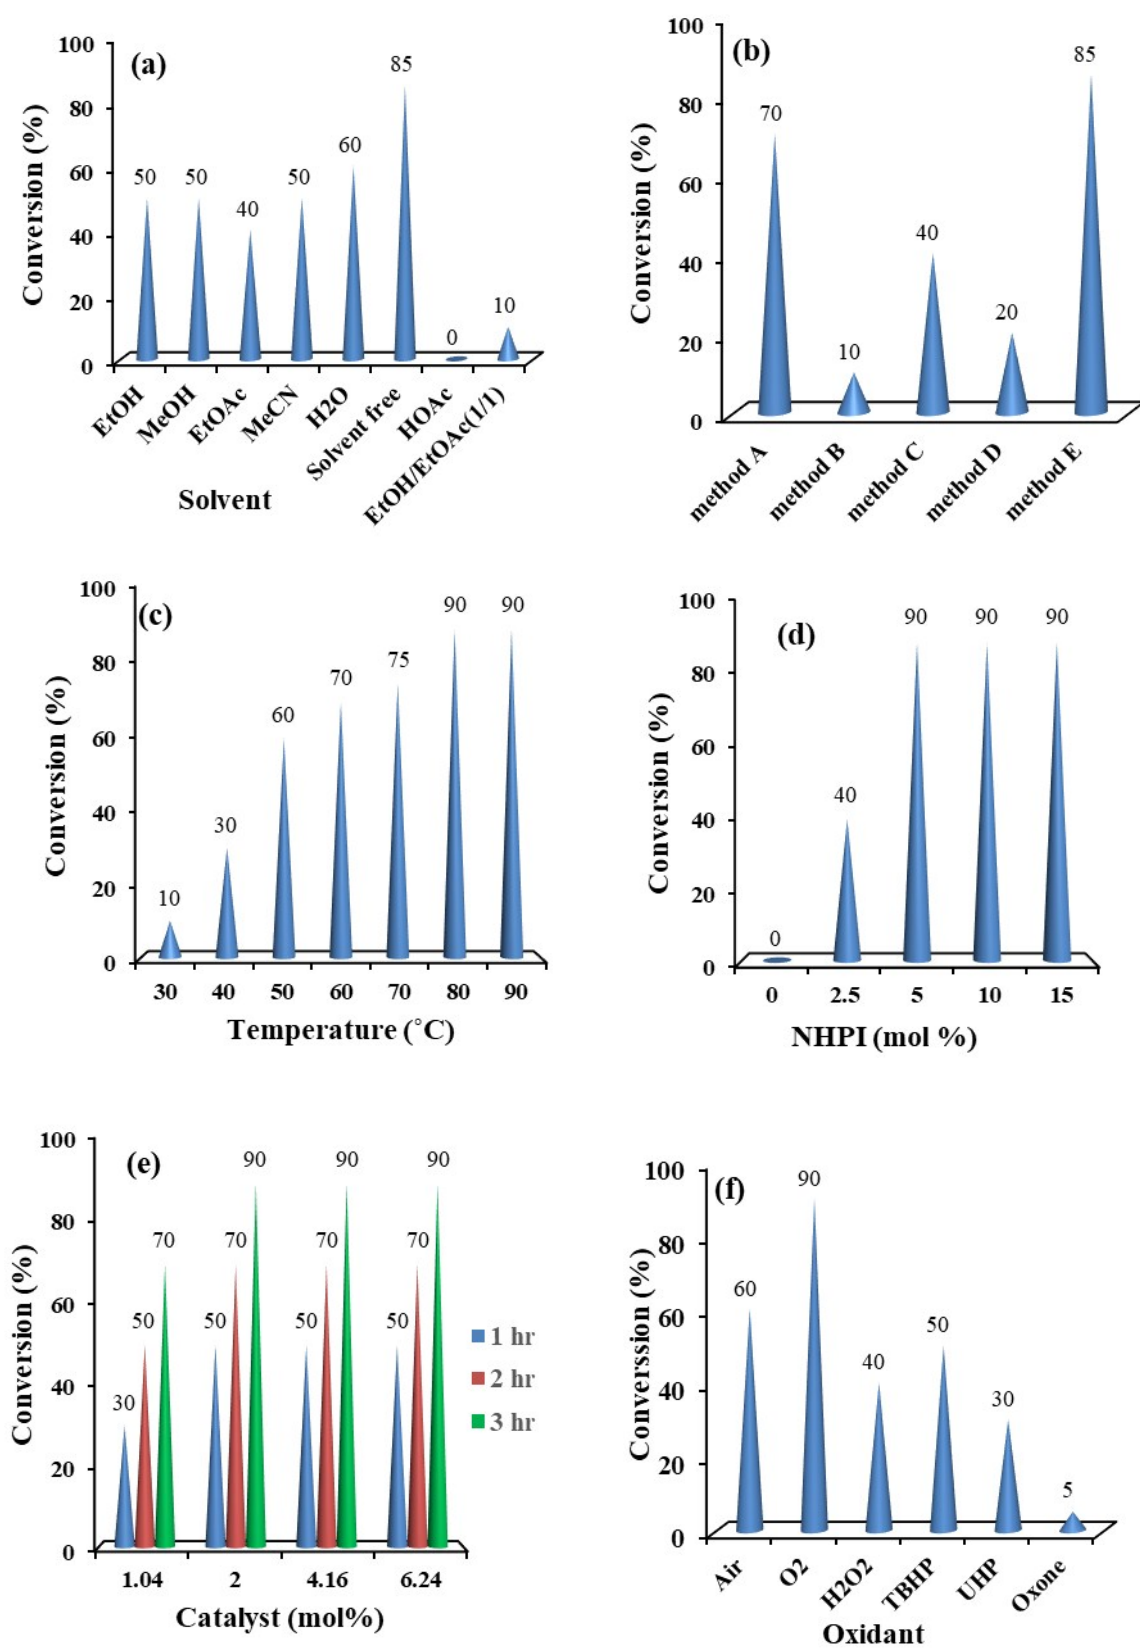 (a)
100
80
60
40
20
0
Conversion (%)
50
50
40
50
60
85
0
10
EtOH
MeOH
EtOAc
MeCN
H2O
Solvent free
HOAc
EtOH/EtOAc(1/1)
Solvent
(b)
100
80
60
40
20
0
Conversion (%)
70
10
40
20
85
method A
method B
method C
method D
method E
(c)
100
80
60
40
20
0
Conversion (%)
10
30
60
70
75
90
90
30 40 50 60 70 80 90
Temperature (˚C)
(d)
100
80
60
40
20
0
Conversion (%)
0
40
90
90
90
0 2.5 5 10 15
NHPI (mol %)
(e)
100
80
60
40
20
0
Conversion (%)
30
50
70
50
70
90
50
70
90
50
70
90
1.04 2 4.16 6.24
Catalyst (mol%)
1 hr
2 hr
3 hr
(f)
100
80
60
40
20
0
Converssion (%)
60
90
40
50
30
5
Air
O2
H2O2
TBHP
UHP
Oxone
Oxidant